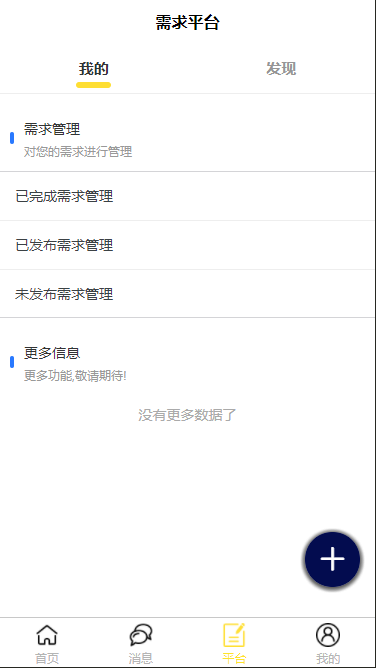 需求平台
我的
发现
需求管理
对您的需求进行管理
已完成需求管理
已发布需求管理
未发布需求管理
更多信息
更多功能,敬请期待!
没有更多数据了
首页
消息
平台
我的